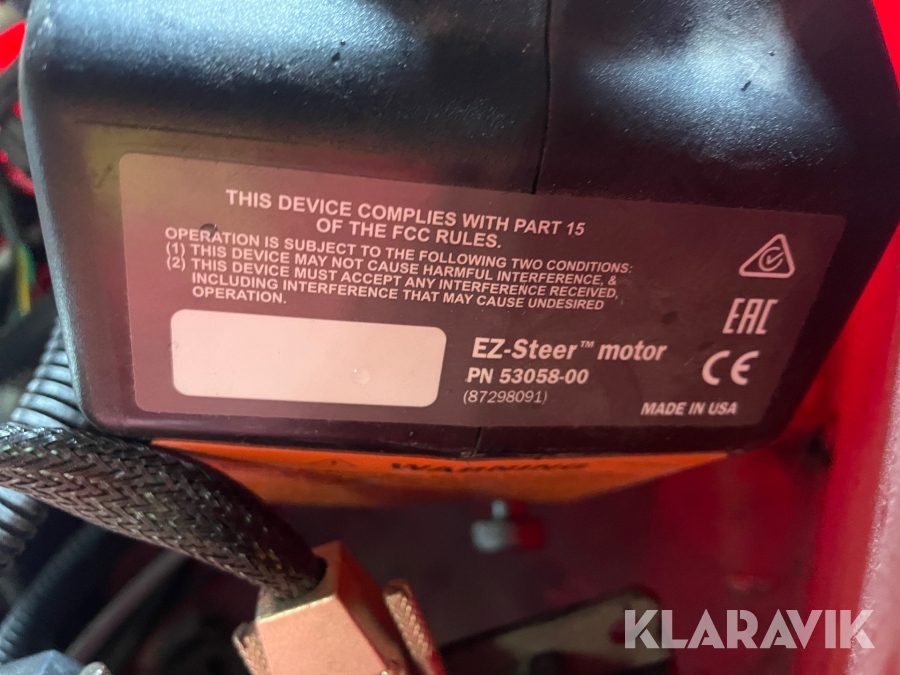 THIS DEVICE COMPLIES WITH PART 15
OF THE FCC RULES.
OPERATION IS SUBJECT TO THE FOLLOWING TWO CONDITIONS:
(1) THIS DEVICE MAY NOT CAUSE HARMFUL INTERFERENCE, &
(2) THIS DEVICE MUST ACCEPT ANY INTERFERENCE RECEIVED,
INCLUDING INTERFERENCE THAT MAY CAUSE UNDESIRED
OPERATION.
EAC
CE
EZ-Steer™ motor
PN 53058-00
(87298091)
MADE IN USA
WARNING
KLARAVIK